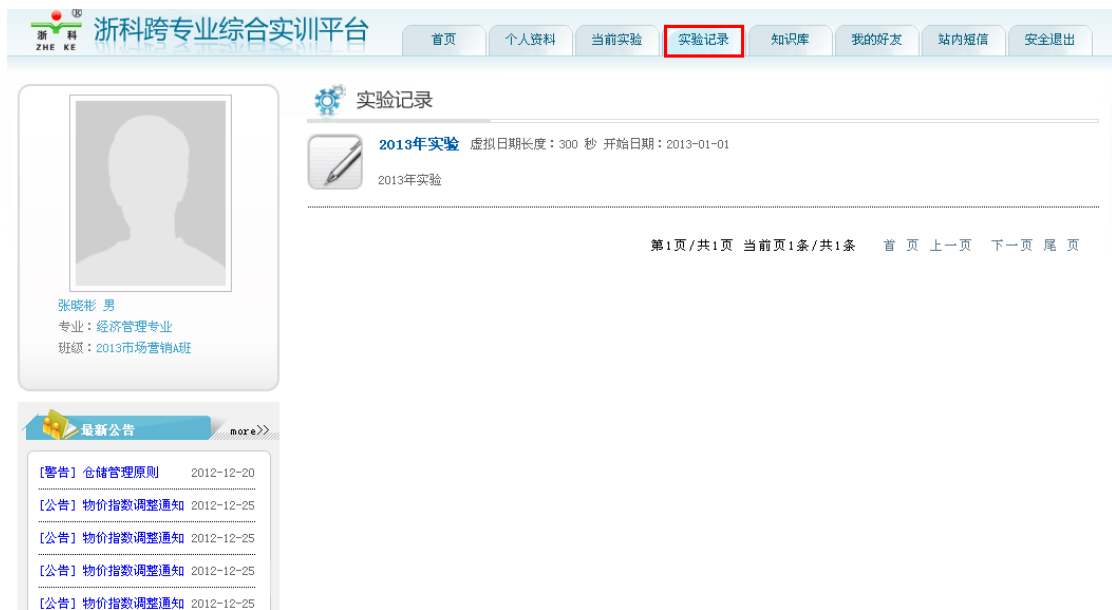 浙科
ZHE KE
®
浙科跨专业综合实训平台
首页 个人资料 当前实验 实验记录 知识库 我的好友 站内短信 安全退出
实验记录
2013年实验 虚拟日期长度：300 秒 开始日期：2013-01-01
2013年实验
第1页/共1页 当前页1条/共1条 首 页 上一页 下一页 尾 页
张晓彬 男
专业：经济管理专业
班级：2013市场营销A班
最新公告 more>>
[警告] 仓储管理原则 2012-12-20
[公告] 物价指数调整通知 2012-12-25
[公告] 物价指数调整通知 2012-12-25
[公告] 物价指数调整通知 2012-12-25
[公告] 物价指数调整通知 2012-12-25